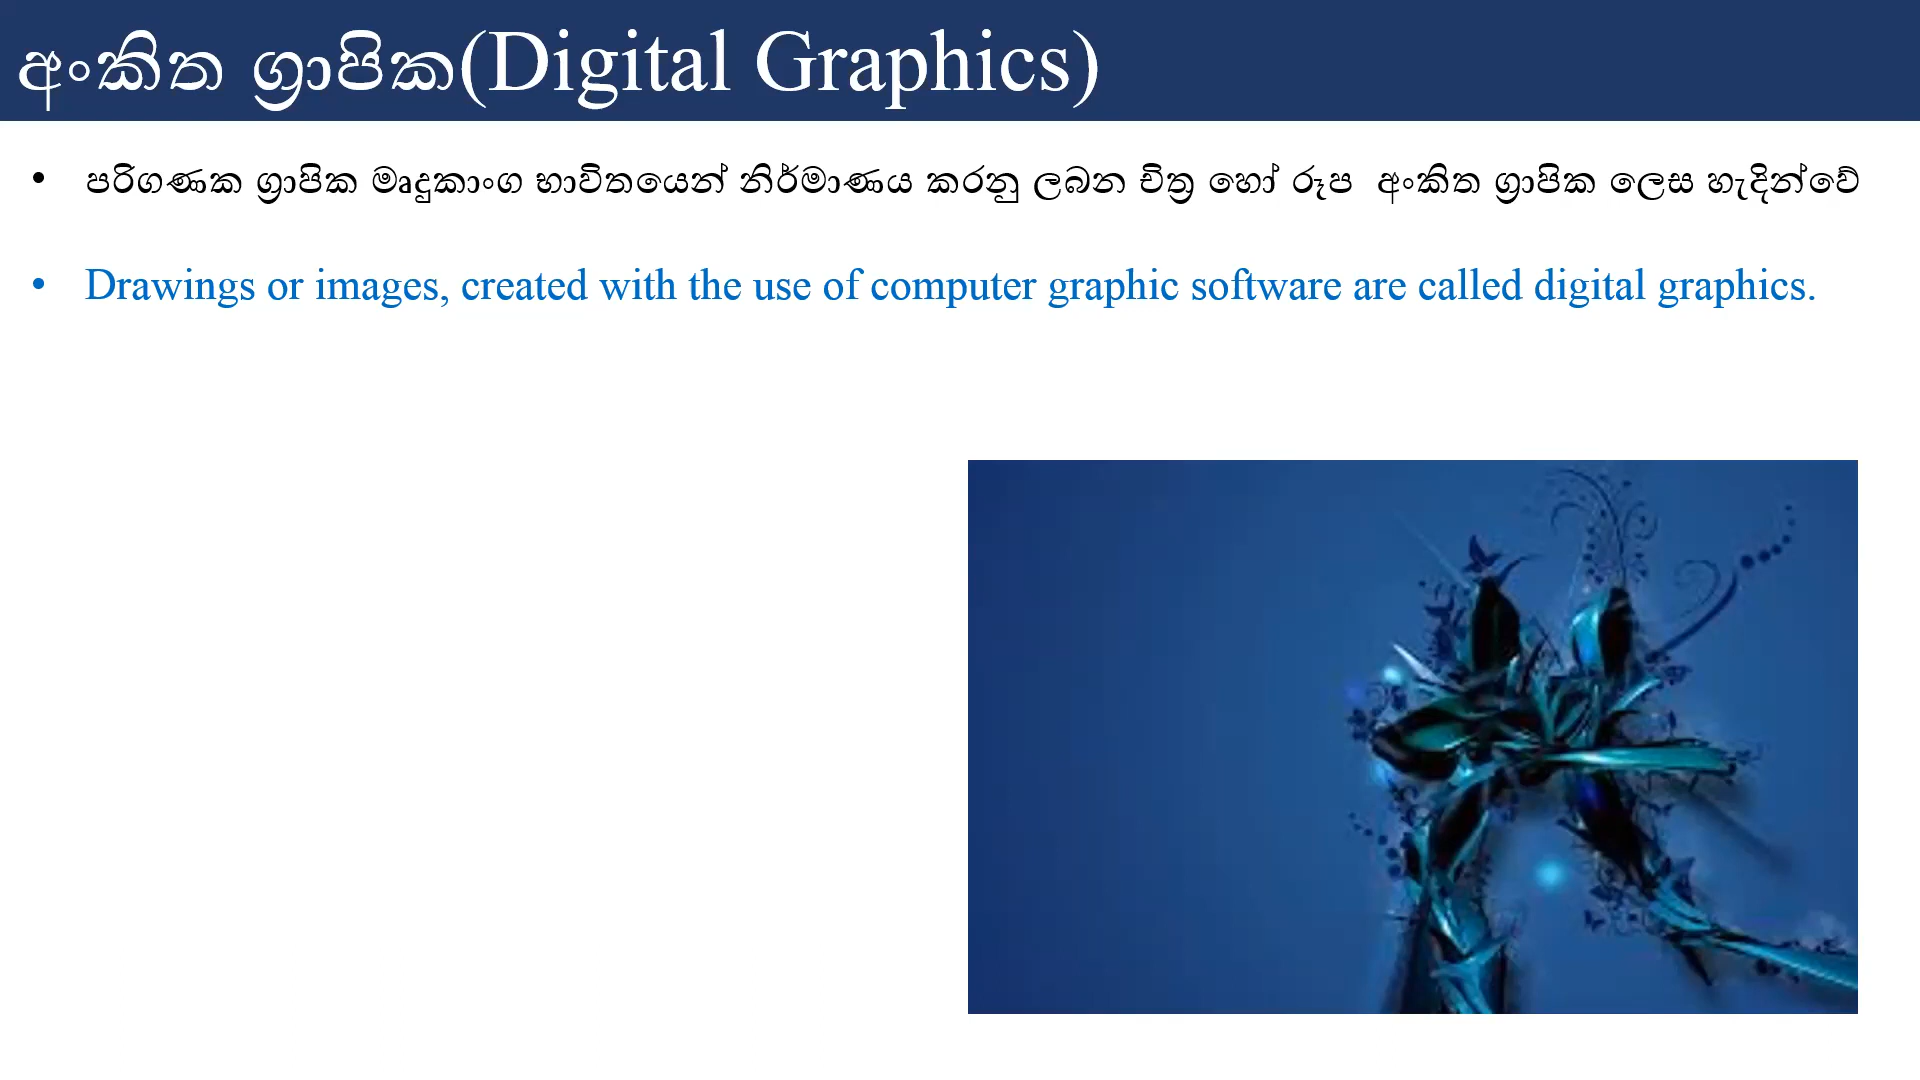 අංකිත ග්‍රාපික(Digital Graphics)
• පරිගණක ග්‍රාපික මෘදුකාංග භාවිතයෙන් නිර්මාණය කරනු ලබන චිත්‍ර හෝ රූප  අංකිත ග්‍රාපික ලෙස හැදින්වේ
• Drawings or images, created with the use of computer graphic software are called digital graphics.